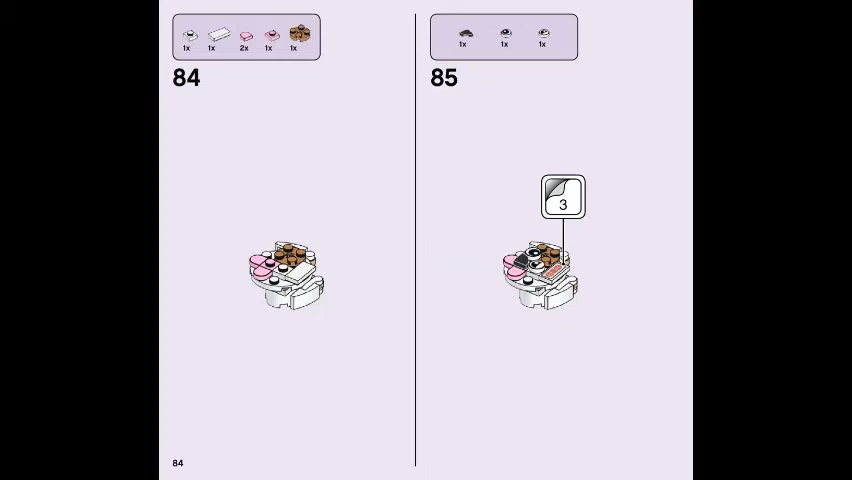 1x 1x 2x 1x 1x
84
1x 1x 1x
85
3
84